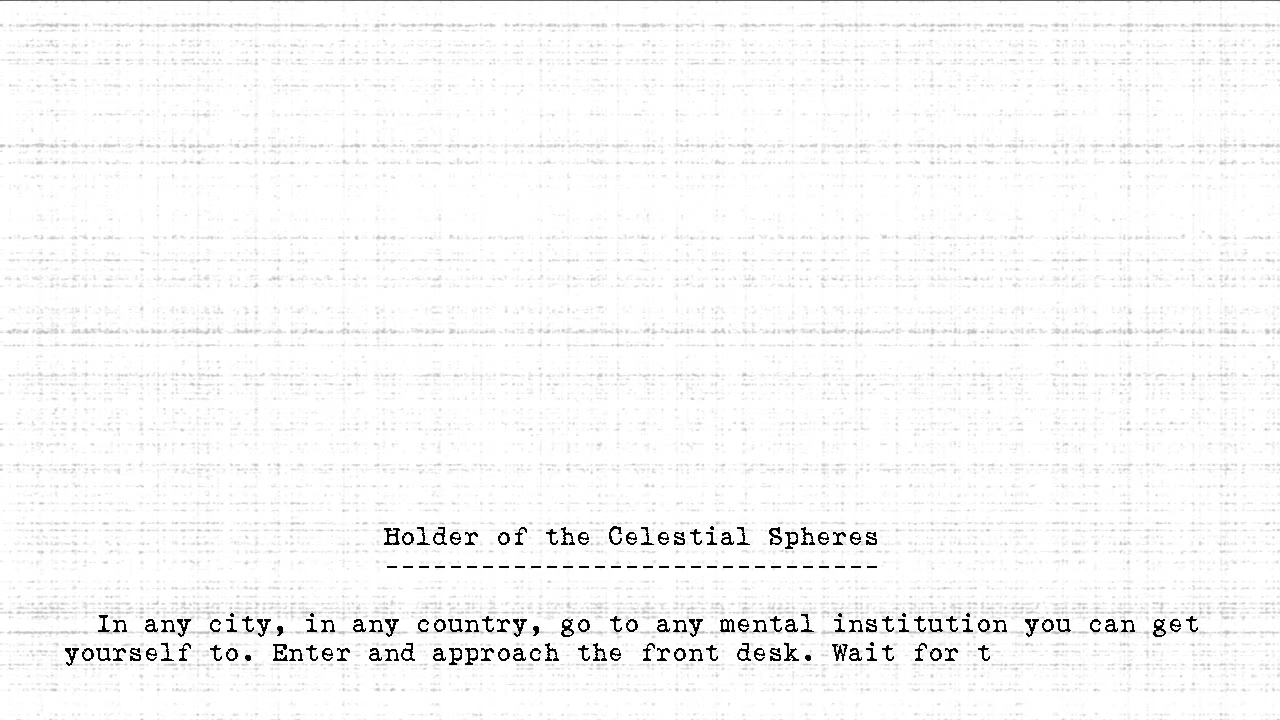 Holder of the Celestial Spheres
-------------------------------
In any city, in any country, go to any mental institution you can get
yourself to. Enter and approach the front desk. Wait for t